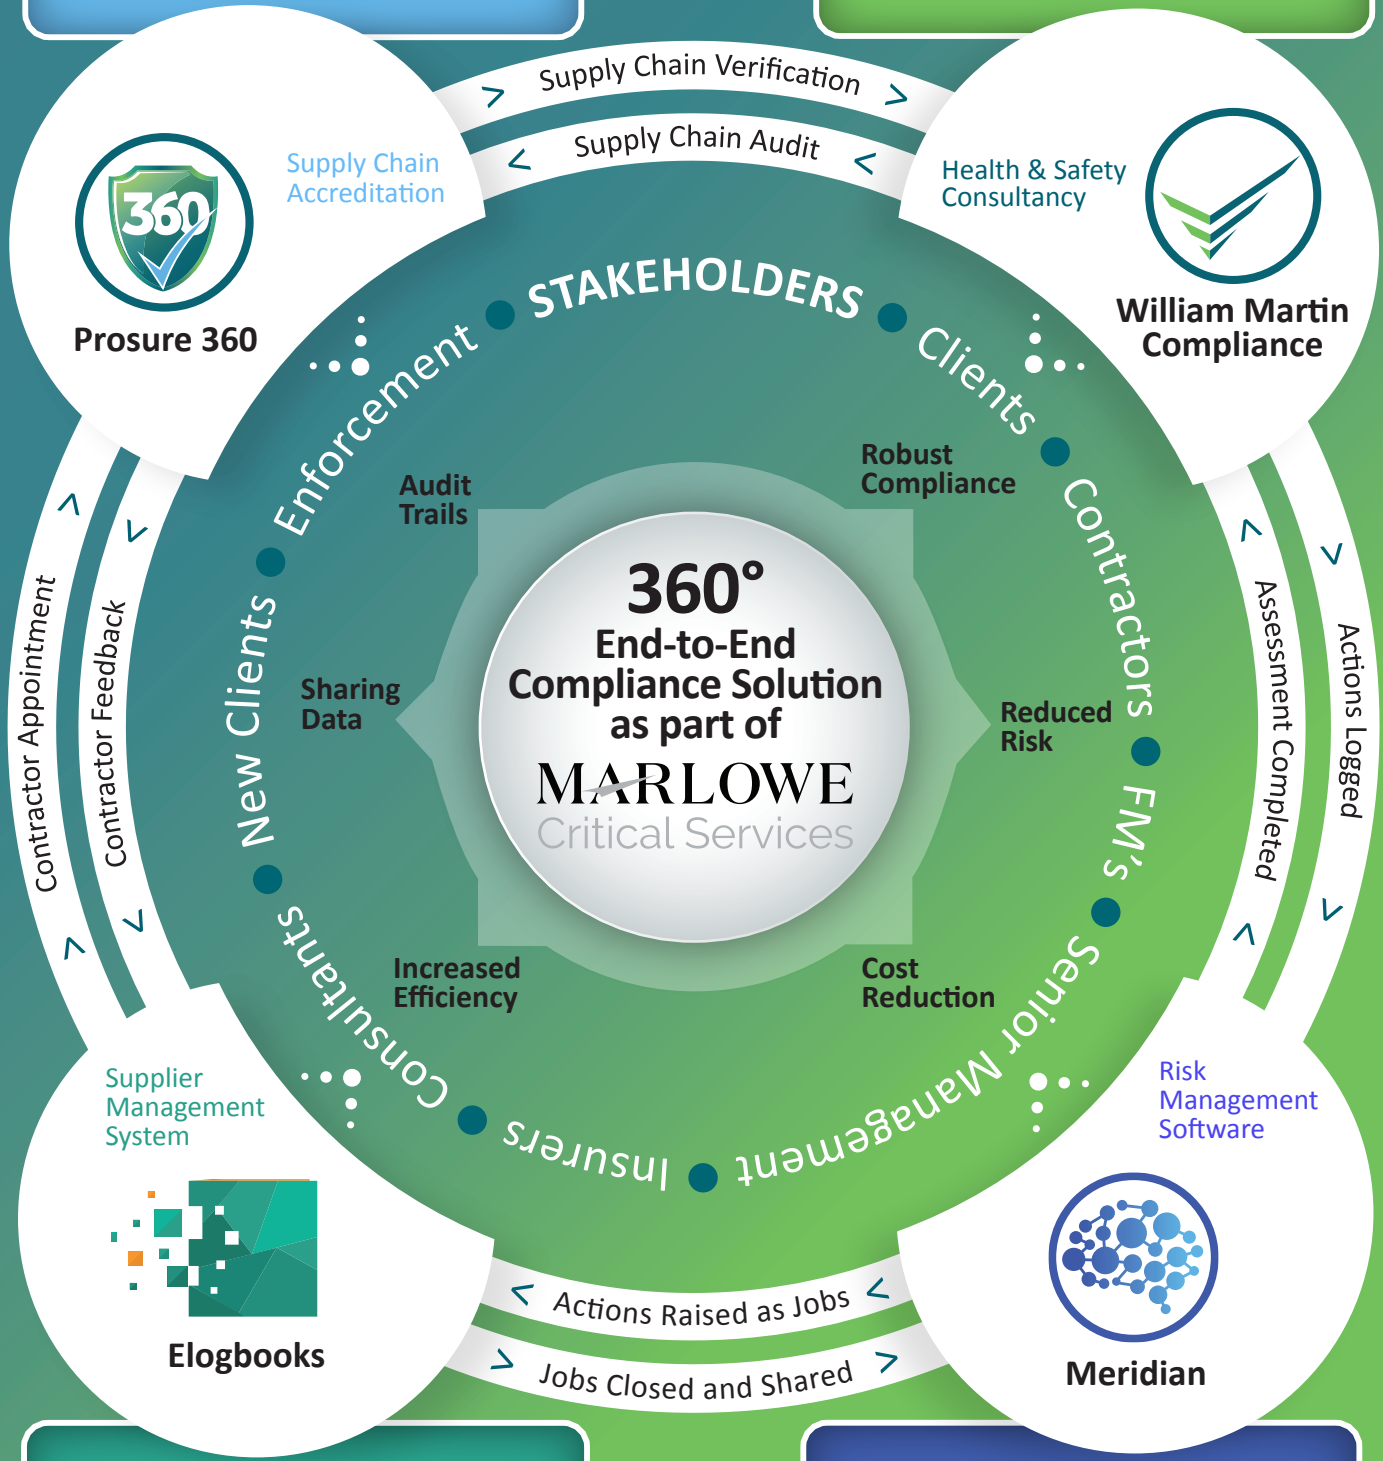 Supply Chain Verification
Supply Chain Audit
360
Supply Chain
Accreditation
Prosure 360
Health & Safety
Consultancy
William Martin
Compliance
STAKEHOLDERS
Clients
Contractors
FM's
Senior Management
Insurers
Consultants
New Clients
Enforcement
Audit
Trails
Robust
Compliance
Sharing
Data
Reduced
Risk
Increased
Efficiency
Cost
Reduction
360°
End-to-End
Compliance Solution
as part of
MARLOWE
Critical Services
Contractor Appointment
Contractor Feedback
Assessment Completed
Actions Logged
Supplier
Management
System
Elogbooks
Risk
Management
Software
Meridian
Actions Raised as Jobs
Jobs Closed and Shared